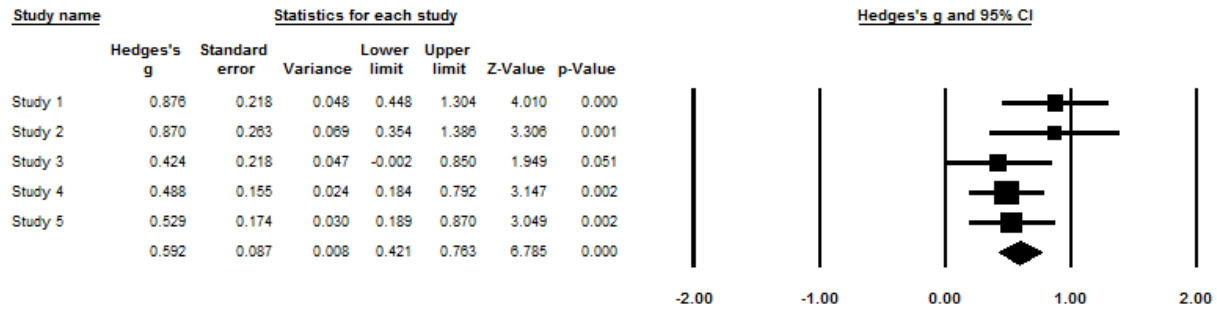 Study name Statistics for each study Hedges's g and 95% CI
Hedges's Standard Lower Upper
g error Variance limit limit Z-Value p-Value
Study 1 0.876 0.218 0.048 0.448 1.304 4.010 0.000
Study 2 0.870 0.263 0.069 0.354 1.386 3.306 0.001
Study 3 0.424 0.218 0.047 -0.002 0.850 1.949 0.051
Study 4 0.488 0.155 0.024 0.184 0.792 3.147 0.002
Study 5 0.529 0.174 0.030 0.189 0.870 3.049 0.002
0.592 0.087 0.008 0.421 0.763 6.785 0.000
-2.00 -1.00 0.00 1.00 2.00